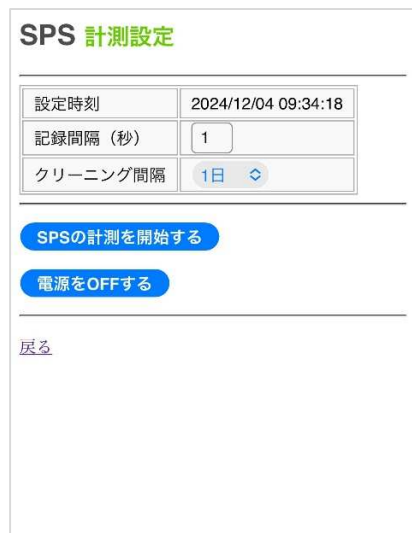 SPS 計測設定
設定時刻 2024/12/04 09:34:18
記録間隔（秒） 1
クリーニング間隔 1日
SPSの計測を開始する
電源をOFFする
戻る